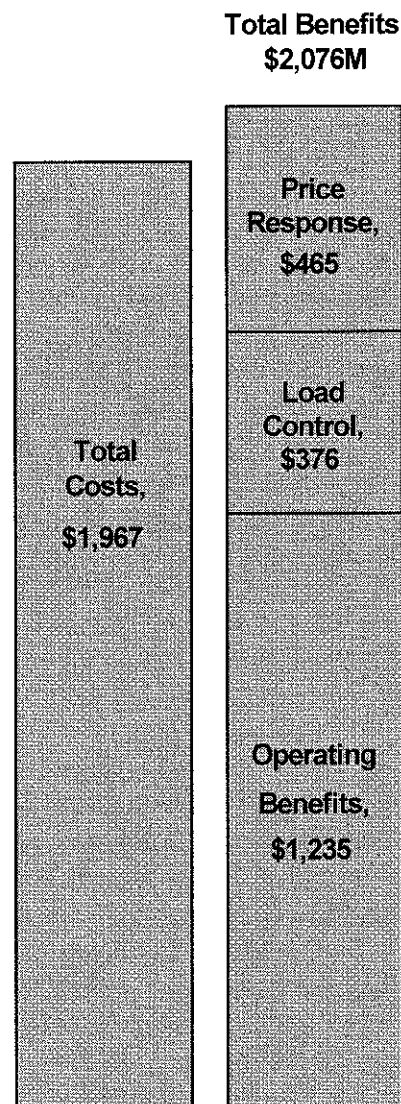 Total Benefits
$2,076M
Price
Response,
$465
Load
Control,
$376
Total
Costs,
$1,967
Operating
Benefits,
$1,235